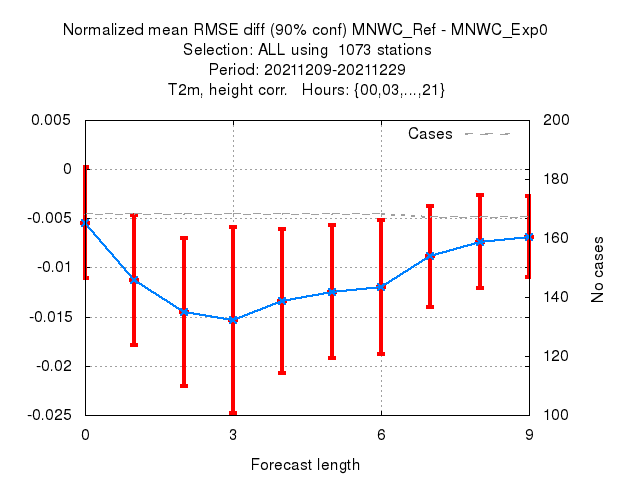 Normalized mean RMSE diff (90% conf) MNWC_Ref - MNWC_Exp0
Selection: ALL using  1073 stations
Period: 20211209-20211229
T2m, height corr.   Hours: {00,03,...,21}
0.005
0
-0.005
-0.01
-0.015
-0.02
-0.025
Cases
200
180
160
140
120
100
No cases
0
3
6
9
Forecast length